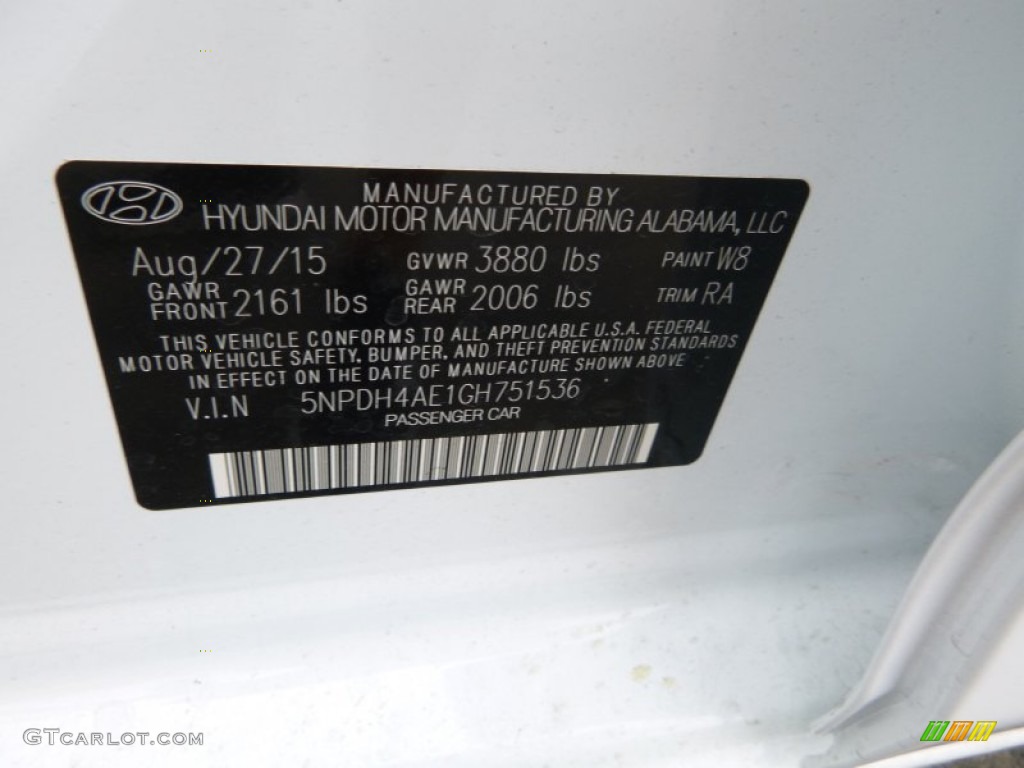 MANUFACTURED BY
HYUNDAI MOTOR MANUFACTURING ALABAMA, LLC
Aug/27/15 GVWR 3880 lbs PAINT W8
GAWR FRONT 2161 lbs GAWR REAR 2006 lbs TRIM RA
THIS VEHICLE CONFORMS TO ALL APPLICABLE U.S.A. FEDERAL
MOTOR VEHICLE SAFETY, BUMPER, AND THEFT PREVENTION STANDARDS
IN EFFECT ON THE DATE OF MANUFACTURE SHOWN ABOVE
V.I.N 5NPDH4AE1GH751536
PASSENGER CAR
GTCARLOT.COM